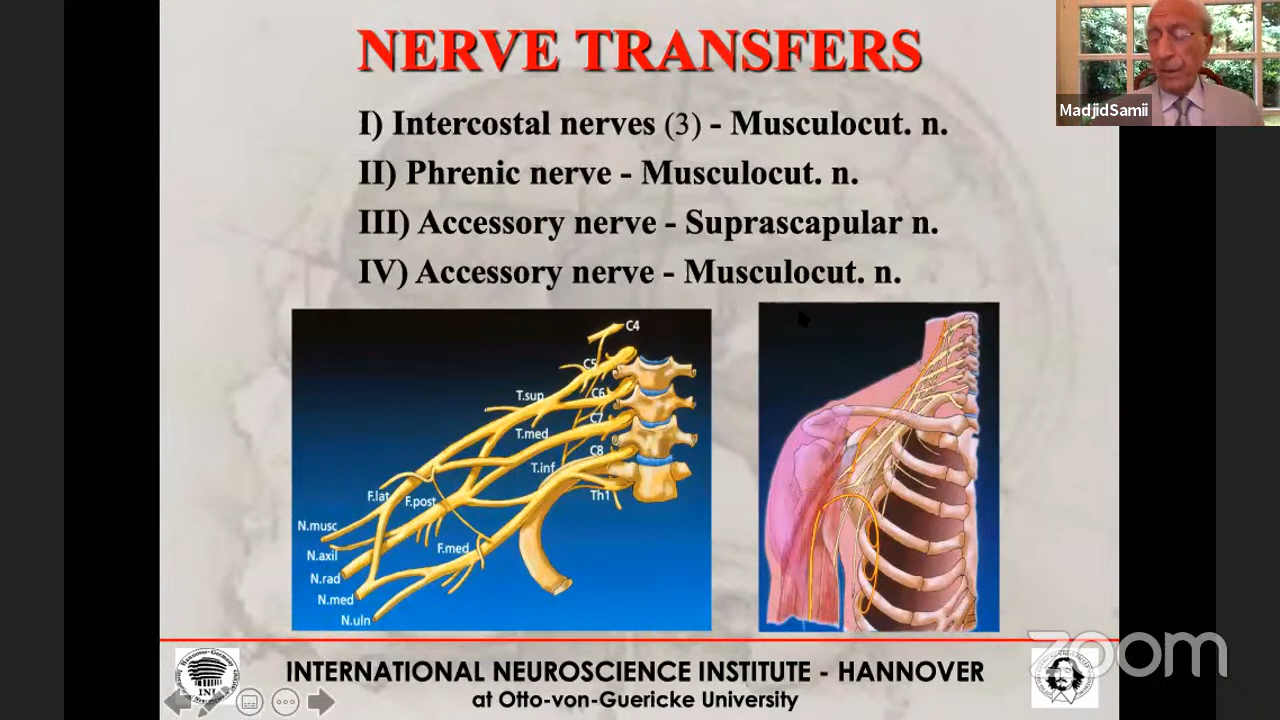 NERVE TRANSFERS
MadjidSamii
I) Intercostal nerves (3) - Musculocut. n.
II) Phrenic nerve - Musculocut. n.
III) Accessory nerve - Suprascapular n.
IV) Accessory nerve - Musculocut. n.
C4
C5
T.sup
C6
C7
T.med
C8
T.inf
Th1
F.lat
F.post
N.musc
F.med
N.axil
N.rad
N.med
N.uln
zoom
INTERNATIONAL NEUROSCIENCE INSTITUTE - HANNOVER
at Otto-von-Guericke University
INI